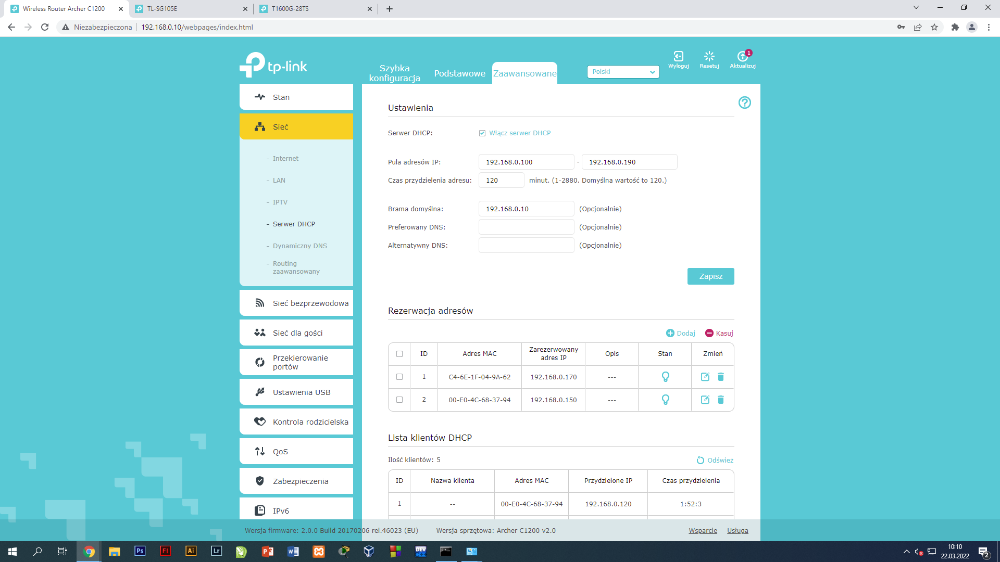 Wireless Router Archer C1200
TL-SG105E
T1600G-28TS
Niezabezpieczona
192.168.0.10/webpages/index.html
tp-link
Szybka
konfiguracja
Podstawowe
Zaawansowane
Polski
Wyloguj
Resetuj
1
Aktualizuj
Stan
Sieć
– Internet
– LAN
– IPTV
– Serwer DHCP
– Dynamiczny DNS
– Routing
zaawansowany
Sieć bezprzewodowa
Sieć dla gości
Przekierowanie
portów
Ustawienia USB
Kontrola rodzicielska
QoS
Zabezpieczenia
IPv6
Ustawienia
?
Serwer DHCP: Włącz serwer DHCP
Pula adresów IP: 192.168.0.100 - 192.168.0.190
Czas przydzielenia adresu: 120 minut. (1-2880. Domyślna wartość to 120.)
Brama domyślna: 192.168.0.10 (Opcjonalnie)
Preferowany DNS: (Opcjonalnie)
Alternatywny DNS: (Opcjonalnie)
Zapisz
Rezerwacja adresów
Dodaj Kasuj
ID Adres MAC Zarezerwowany adres IP Opis Stan Zmień
1 C4-6E-1F-04-9A-62 192.168.0.170 ---
2 00-E0-4C-68-37-94 192.168.0.150 ---
Lista klientów DHCP
Ilość klientów: 5
Odśwież
ID Nazwa klienta Adres MAC Przydzielone IP Czas przydzielenia
1 -- 00-E0-4C-68-37-94 192.168.0.120 1:52:3
Wersja firmware: 2.0.0 Build 20170206 rel.46023 (EU) Wersja sprzętowa: Archer C1200 v2.0
Wsparcie Usługa
Ps
Fl
Ai
Lr
P
W
DEV
10:10
22.03.2022
2